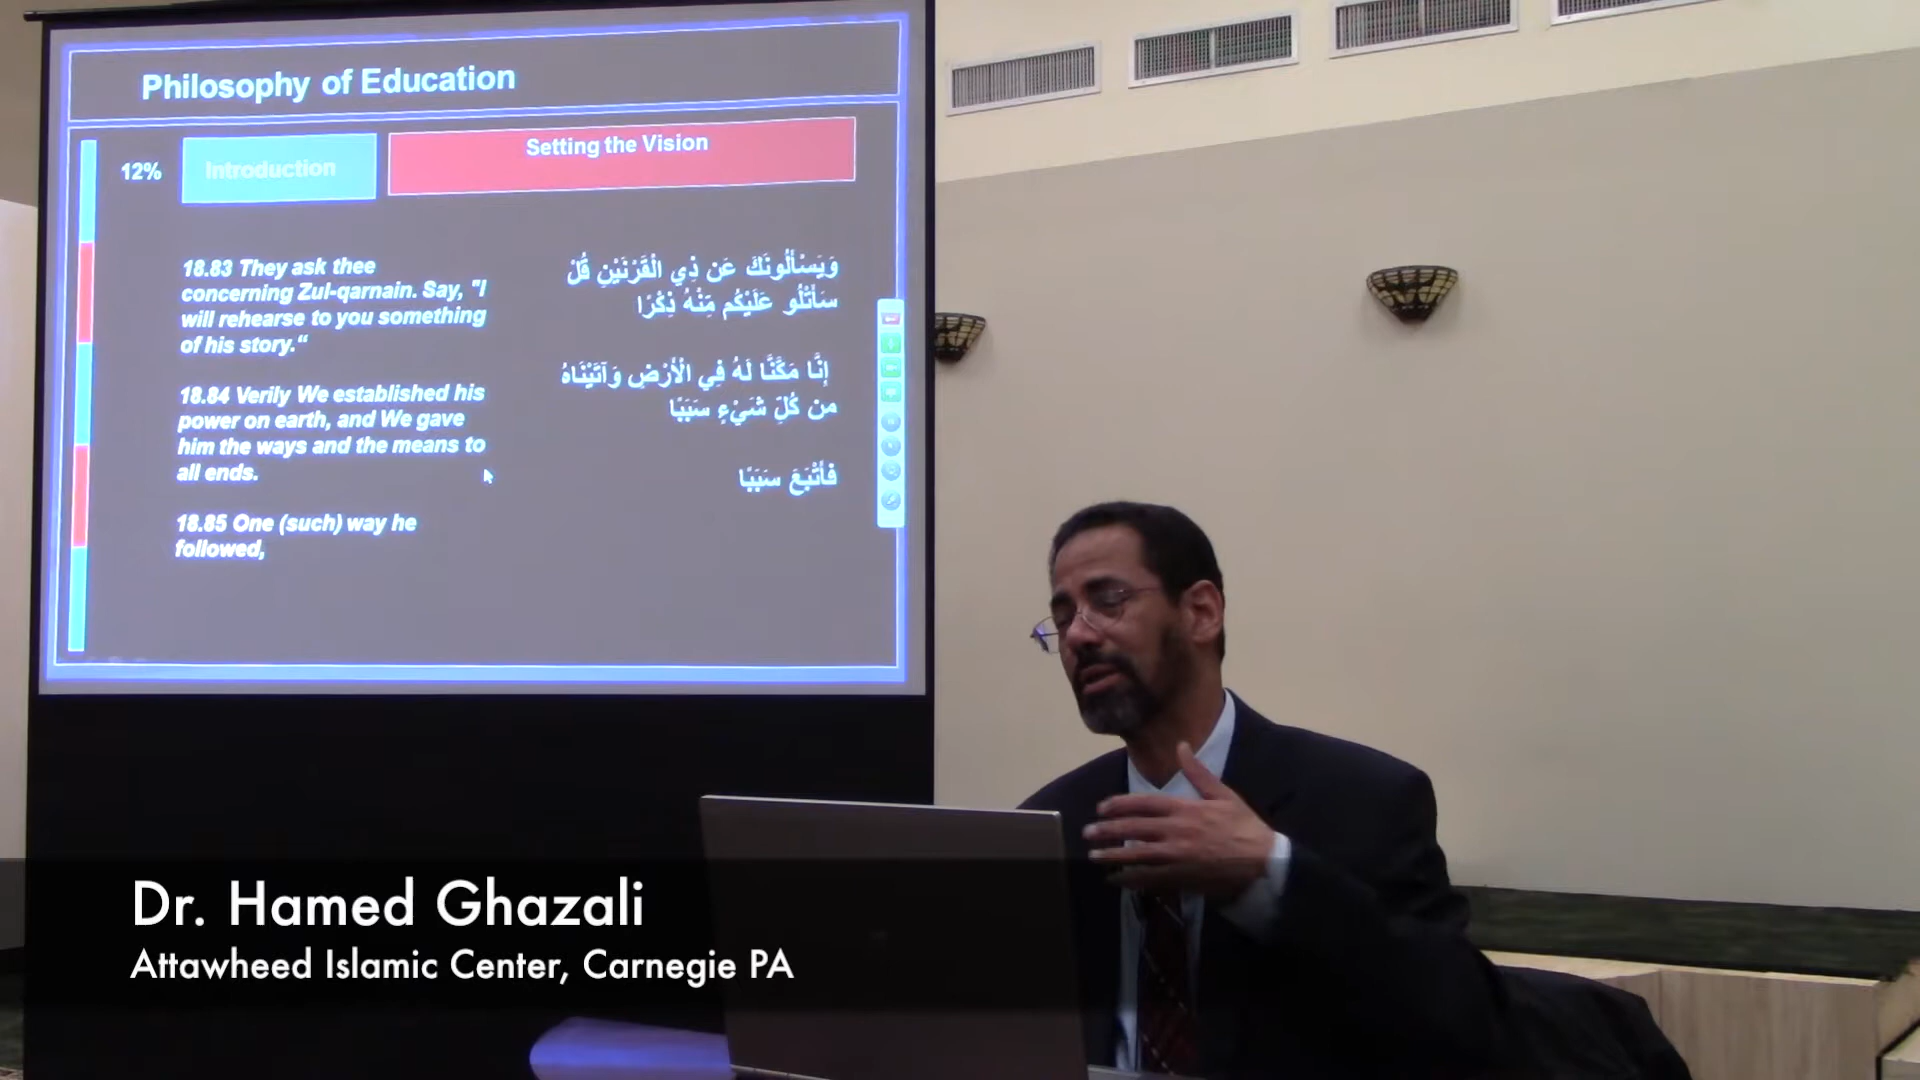 Philosophy of Education
12%
Introduction
Setting the Vision
18.83 They ask thee
concerning Zul-qarnain. Say, "I
will rehearse to you something
of his story.“
18.84 Verily We established his
power on earth, and We gave
him the ways and the means to
all ends.
18.85 One (such) way he
followed,
وَيَسْأَلُونَكَ عَن ذِي الْقَرْنَيْنِ قُلْ
سَأَتْلُو عَلَيْكُم مِّنْهُ ذِكْرًا
إِنَّا مَكَّنَّا لَهُ فِي الْأَرْضِ وَآتَيْنَاهُ
مِن كُلِّ شَيْءٍ سَبَبًا
فَأَتْبَعَ سَبَبًا
Dr. Hamed Ghazali
Attawheed Islamic Center, Carnegie PA